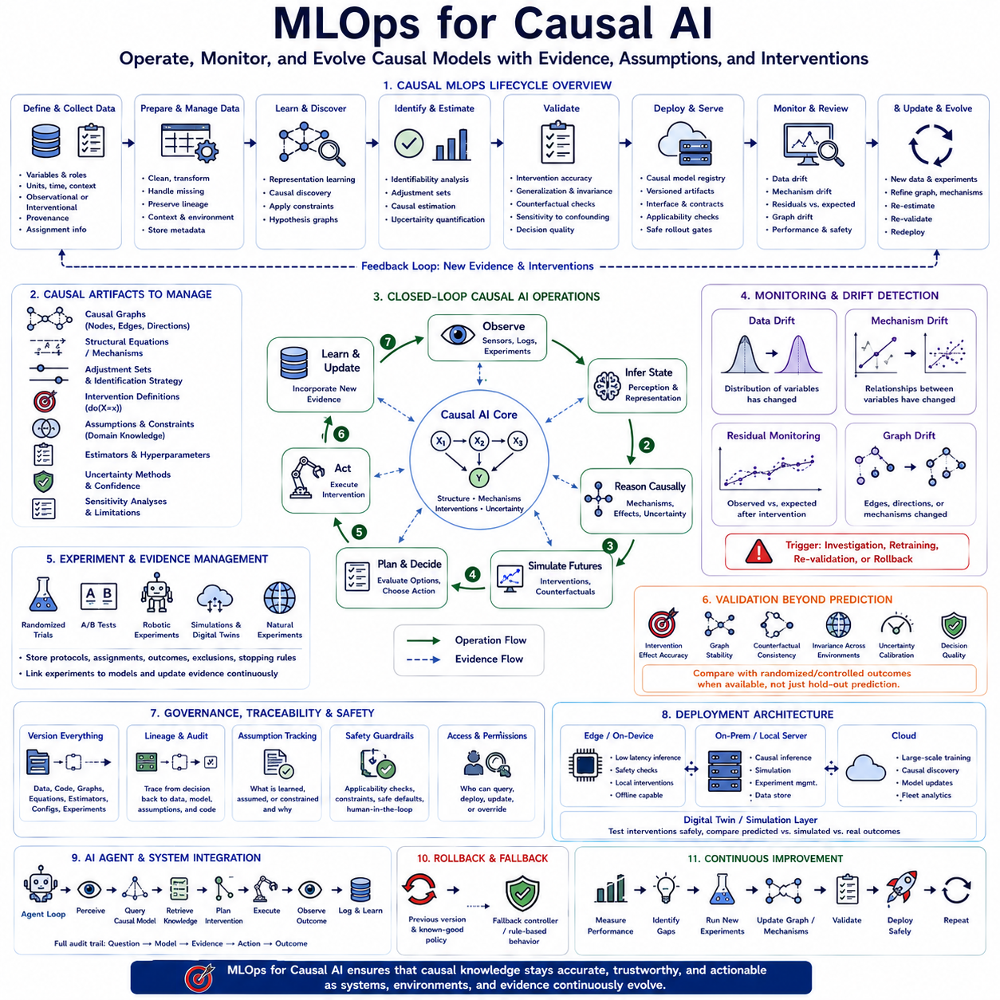 MLOps for Causal AI
Operate, Monitor, and Evolve Causal Models with Evidence, Assumptions, and Interventions
1. CAUSAL MLOPS LIFECYCLE OVERVIEW
Define & Collect Data
• Variables & roles
• Units, time, context
• Observational or
Interventional
• Provenance
• Assignment info
Prepare & Manage Data
• Clean, transform
• Handle missing
• Preserve lineage
• Context & environment
• Store metadata
Learn & Discover
• Representation learning
• Causal discovery
• Apply constraints
• Hypothesis graphs
Identify & Estimate
• Identifiability analysis
• Adjustment sets
• Causal estimation
• Uncertainty quantification
Validate
• Intervention accuracy
• Generalization & invariance
• Counterfactual checks
• Sensitivity to confounding
• Decision quality
Deploy & Serve
• Causal model registry
• Versioned artifacts
• Interface & contracts
• Applicability checks
• Safe rollout gates
Monitor & Review
• Data drift
• Mechanism drift
• Residuals vs. expected
• Graph drift
• Performance & safety
& Update & Evolve
• New data & experiments
• Refine graph, mechanisms
• Re-estimate
• Re-validate
• Redeploy
Feedback Loop: New Evidence & Interventions
2. CAUSAL ARTIFACTS TO MANAGE
Causal Graphs
(Nodes, Edges, Directions)
Structural Equations
/ Mechanisms
Adjustment Sets
& Identification Strategy
Intervention Definitions
(do(X=x))
Assumptions & Constraints
(Domain Knowledge)
Estimators & Hyperparameters
Uncertainty Methods
& Confidence
Sensitivity Analyses
& Limitations
3. CLOSED-LOOP CAUSAL AI OPERATIONS
Observe
Sensors, Logs,
Experiments
Infer State
Perception &
Representation
2
Reason Causally
Mechanisms,
Effects, Uncertainty
3
Simulate Futures
Interventions,
Counterfactuals
4
Plan & Decide
Evaluate Options,
Choose Action
5
Act
Execute
Intervention
6
Learn &
Update
Incorporate New
Evidence
7
Causal AI Core
X1 X2 X3
Y
Structure • Mechanisms
Interventions • Uncertainty
Operation Flow
Evidence Flow
4. MONITORING & DRIFT DETECTION
Data Drift
Distribution of variables
has changed
Mechanism Drift
Relationships between
variables have changed
Residual Monitoring
Observed vs, expected
after intervention
Graph Drift
Edges, directions, or
mechanisms changed
Trigger: Investigation, Retraining,
Re-validation, or Rollback
5. EXPERIMENT & EVIDENCE MANAGEMENT
Randomized
Trials
A B
A/B Tests
Robotic
Experiments
Simulations &
Digital Twins
Natural
Experiments
• Store protocols, assignments, outcomes, exclusions, stopping rules
• Link experiments to models and update evidence continuously
6. VALIDATION BEYOND PREDICTION
Intervention
Effect Accuracy
Graph
Stability
Counterfactual
Consistency
Invariance Across
Environments
Uncertainty
Calibration
Decision
Quality
Compare with randomized/controlled outcomes
when available, not just hold-out prediction.
7. GOVERNANCE, TRACEABILITY & SAFETY
Version Everything
Data, Code, Graphs,
Equations, Estimators,
Configs, Experiments
Lineage & Audit
Trace from decision
back to data, model,
assumptions, and code
Assumption Tracking
What is learned,
assumed, or constrained
and why
Safety Guardrails
Applicability checks,
constraints, safe defaults,
human-in-the-loop
Access & Permissions
Who can query,
deploy, update,
or override
8. DEPLOYMENT ARCHITECTURE
Edge / On-Device
• Low latency inference
• Safety checks
• Local interventions
• Offline capable
On-Prem / Local Server
• Causal inference
• Simulation
• Experiment mgmt.
• Data store
Cloud
• Large-scale training
• Causal discovery
• Model updates
• Fleet analytics
Digital Twin / Simulation Layer
Test interventions safely, compare predicted vs. simulated vs. real outcomes
9. AI AGENT & SYSTEM INTEGRATION
Agent Loop
Perceive
Query
Causal Model
Retrieve
Knowledge
Plan
Intervention
Execute
Observe
Outcome
Log & Learn
Full audit trail: Question → Model → Evidence → Action → Outcome
10. ROLLBACK & FALLBACK
Previous version
& known-good
policy
Fallback controller
/ rule-based
behavior
11. CONTINUOUS IMPROVEMENT
Measure
Performance
Identify
Gaps
Run New
Experiments
Update Graph /
Mechanisms
Validate
Deploy
Safely
Repeat
MLOps for Causal AI ensures that causal knowledge stays accurate, trustworthy, and actionable
as systems, environments, and evidence continuously evolve.